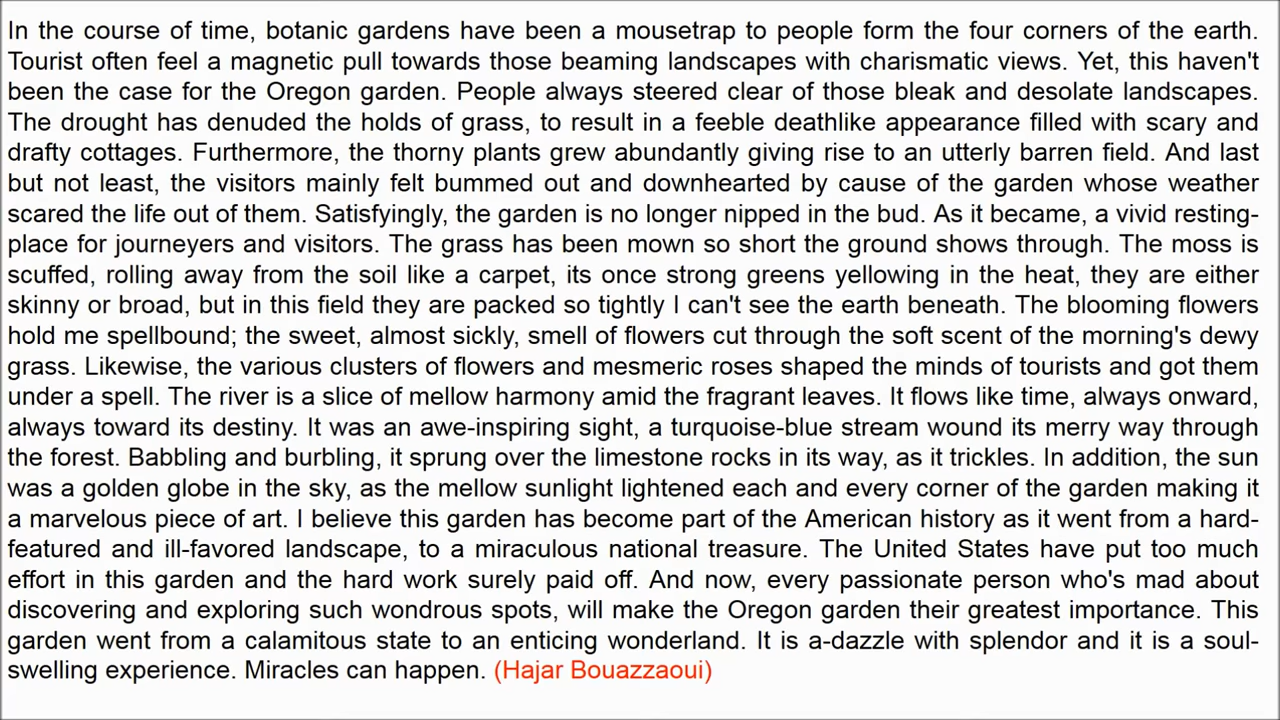 In the course of time, botanic gardens have been a mousetrap to people form the four corners of the earth.
Tourist often feel a magnetic pull towards those beaming landscapes with charismatic views. Yet, this haven't
been the case for the Oregon garden. People always steered clear of those bleak and desolate landscapes.
The drought has denuded the holds of grass, to result in a feeble deathlike appearance filled with scary and
drafty cottages. Furthermore, the thorny plants grew abundantly giving rise to an utterly barren field. And last
but not least, the visitors mainly felt bummed out and downhearted by cause of the garden whose weather
scared the life out of them. Satisfyingly, the garden is no longer nipped in the bud. As it became, a vivid resting-
place for journeyers and visitors. The grass has been mown so short the ground shows through. The moss is
scuffed, rolling away from the soil like a carpet, its once strong greens yellowing in the heat, they are either
skinny or broad, but in this field they are packed so tightly I can't see the earth beneath. The blooming flowers
hold me spellbound; the sweet, almost sickly, smell of flowers cut through the soft scent of the morning's dewy
grass. Likewise, the various clusters of flowers and mesmeric roses shaped the minds of tourists and got them
under a spell. The river is a slice of mellow harmony amid the fragrant leaves. It flows like time, always onward,
always toward its destiny. It was an awe-inspiring sight, a turquoise-blue stream wound its merry way through
the forest. Babbling and burbling, it sprung over the limestone rocks in its way, as it trickles. In addition, the sun
was a golden globe in the sky, as the mellow sunlight lightened each and every corner of the garden making it
a marvelous piece of art. I believe this garden has become part of the American history as it went from a hard-
featured and ill-favored landscape, to a miraculous national treasure. The United States have put too much
effort in this garden and the hard work surely paid off. And now, every passionate person who's mad about
discovering and exploring such wondrous spots, will make the Oregon garden their greatest importance. This
garden went from a calamitous state to an enticing wonderland. It is a-dazzle with splendor and it is a soul-
swelling experience. Miracles can happen. (Hajar Bouazzaoui)